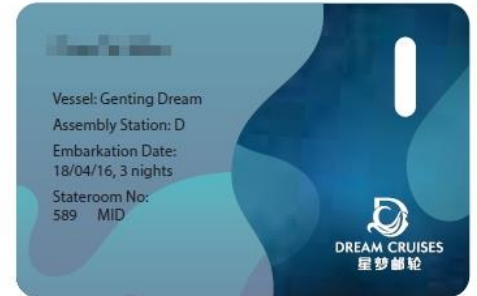 Vessel: Genting Dream
Assembly Station: D
Embarkation Date:
18/04/16, 3 nights
Stateroom No:
589 MID
DREAM CRUISES
星梦邮轮